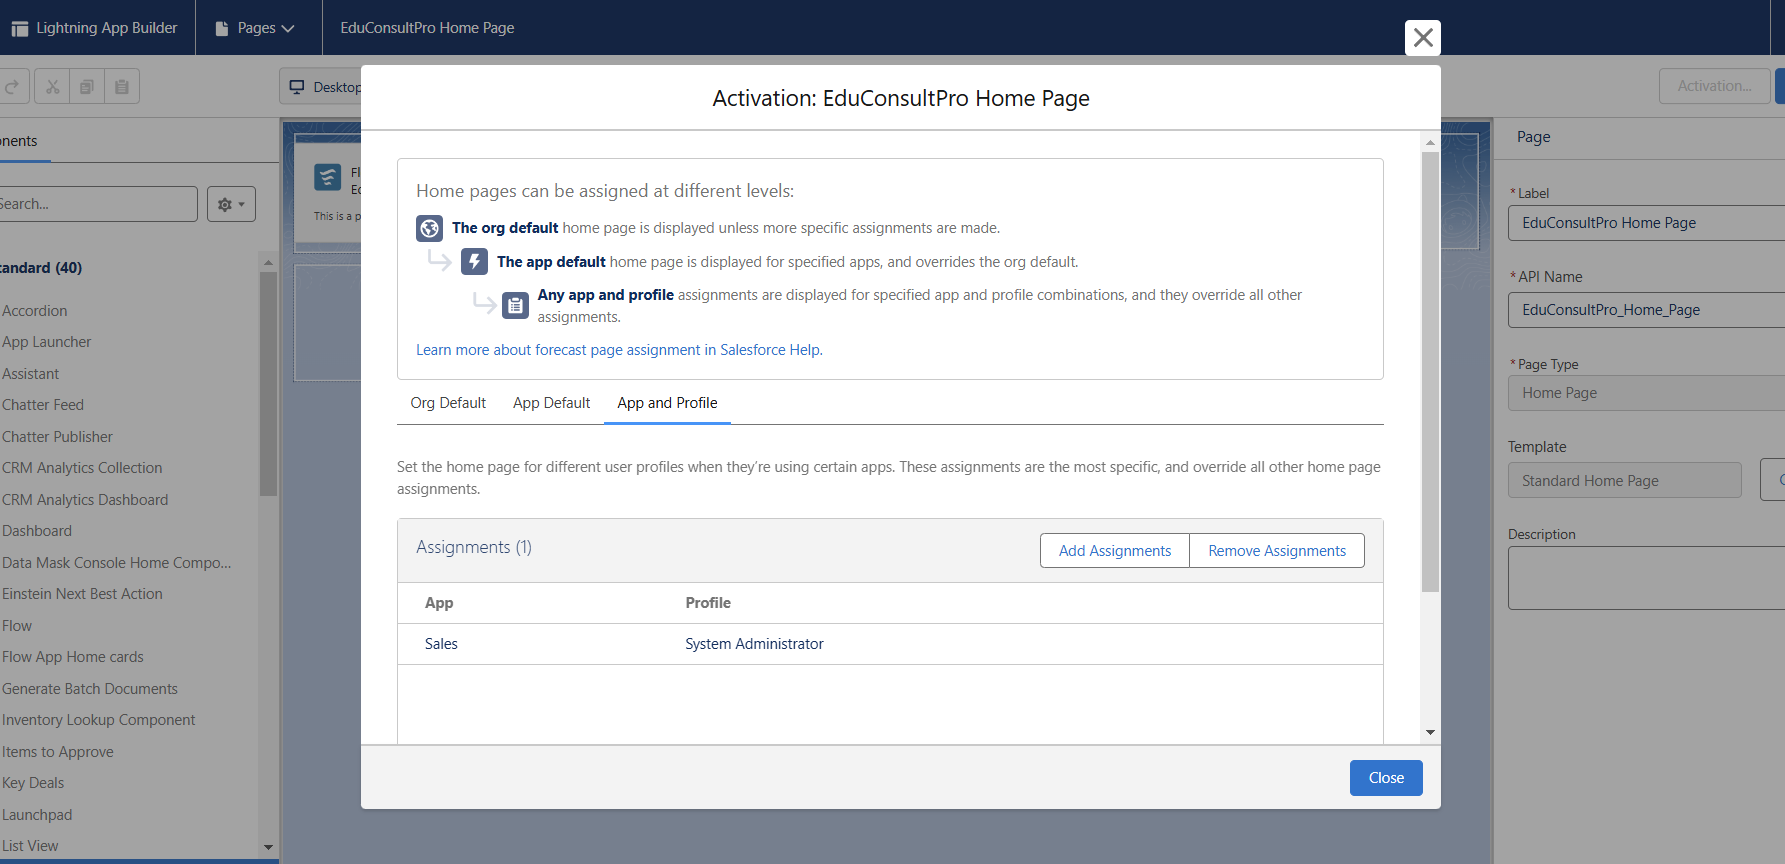 Lightning App Builder
Pages
EduConsultPro Home Page
Desktop
Activation...
Activation: EduConsultPro Home Page
Home pages can be assigned at different levels:
The org default home page is displayed unless more specific assignments are made.
The app default home page is displayed for specified apps, and overrides the org default.
Any app and profile assignments are displayed for specified app and profile combinations, and they override all other
assignments.
Learn more about forecast page assignment in Salesforce Help.
Org Default
App Default
App and Profile
Set the home page for different user profiles when they're using certain apps. These assignments are the most specific, and override all other home page
assignments.
Assignments (1)
Add Assignments
Remove Assignments
App
Profile
Sales
System Administrator
Close
nents
Search...
tandard (40)
Accordion
App Launcher
Assistant
Chatter Feed
Chatter Publisher
CRM Analytics Collection
CRM Analytics Dashboard
Dashboard
Data Mask Console Home Compo...
Einstein Next Best Action
Flow
Flow App Home cards
Generate Batch Documents
Inventory Lookup Component
Items to Approve
Key Deals
Launchpad
List View
Fl
Ec
This is a p
Page
* Label
EduConsultPro Home Page
* API Name
EduConsultPro_Home_Page
* Page Type
Home Page
Template
Standard Home Page
Description